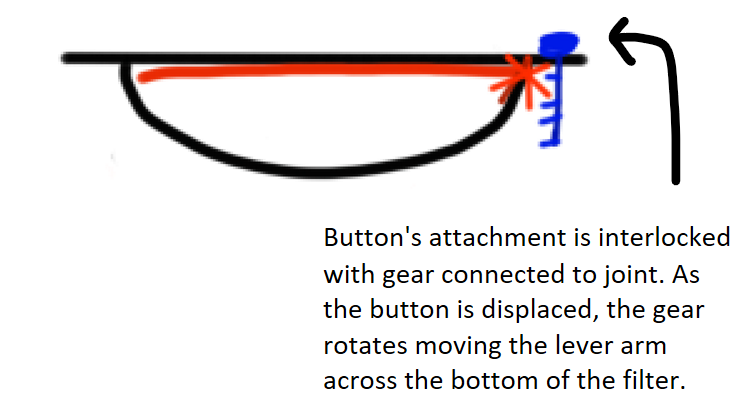 Button's attachment is interlocked
with gear connected to joint. As
the button is displaced, the gear
rotates moving the lever arm
across the bottom of the filter.